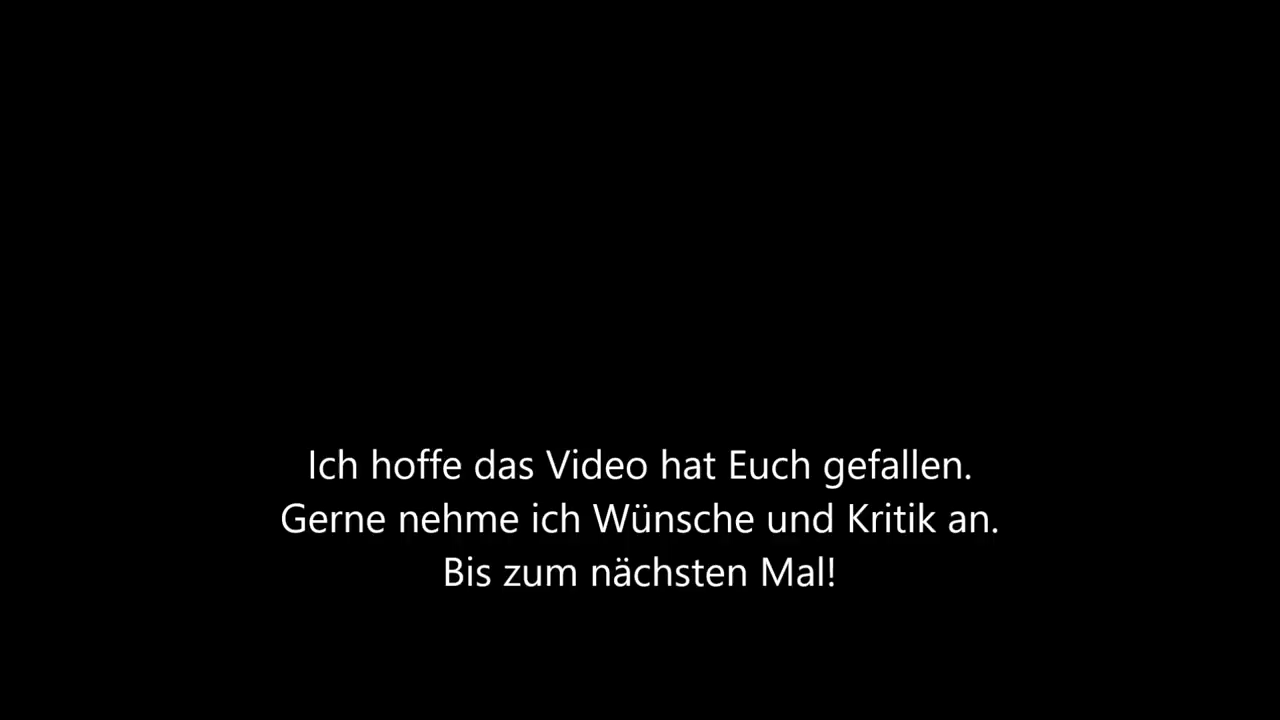 Ich hoffe das Video hat Euch gefallen.
Gerne nehme ich Wünsche und Kritik an.
Bis zum nächsten Mal!